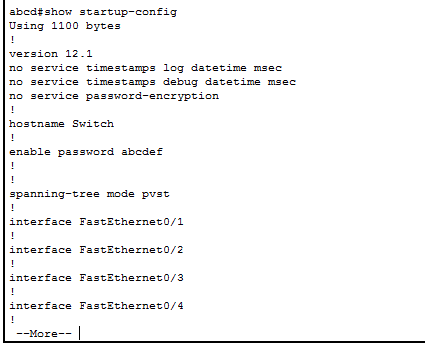 abcd#show startup-config
Using 1100 bytes
!
version 12.1
no service timestamps log datetime msec
no service timestamps debug datetime msec
no service password-encryption
!
hostname Switch
!
enable password abcdef
!
!
spanning-tree mode pvst
!
interface FastEthernet0/1
!
interface FastEthernet0/2
!
interface FastEthernet0/3
!
interface FastEthernet0/4
!
--More--